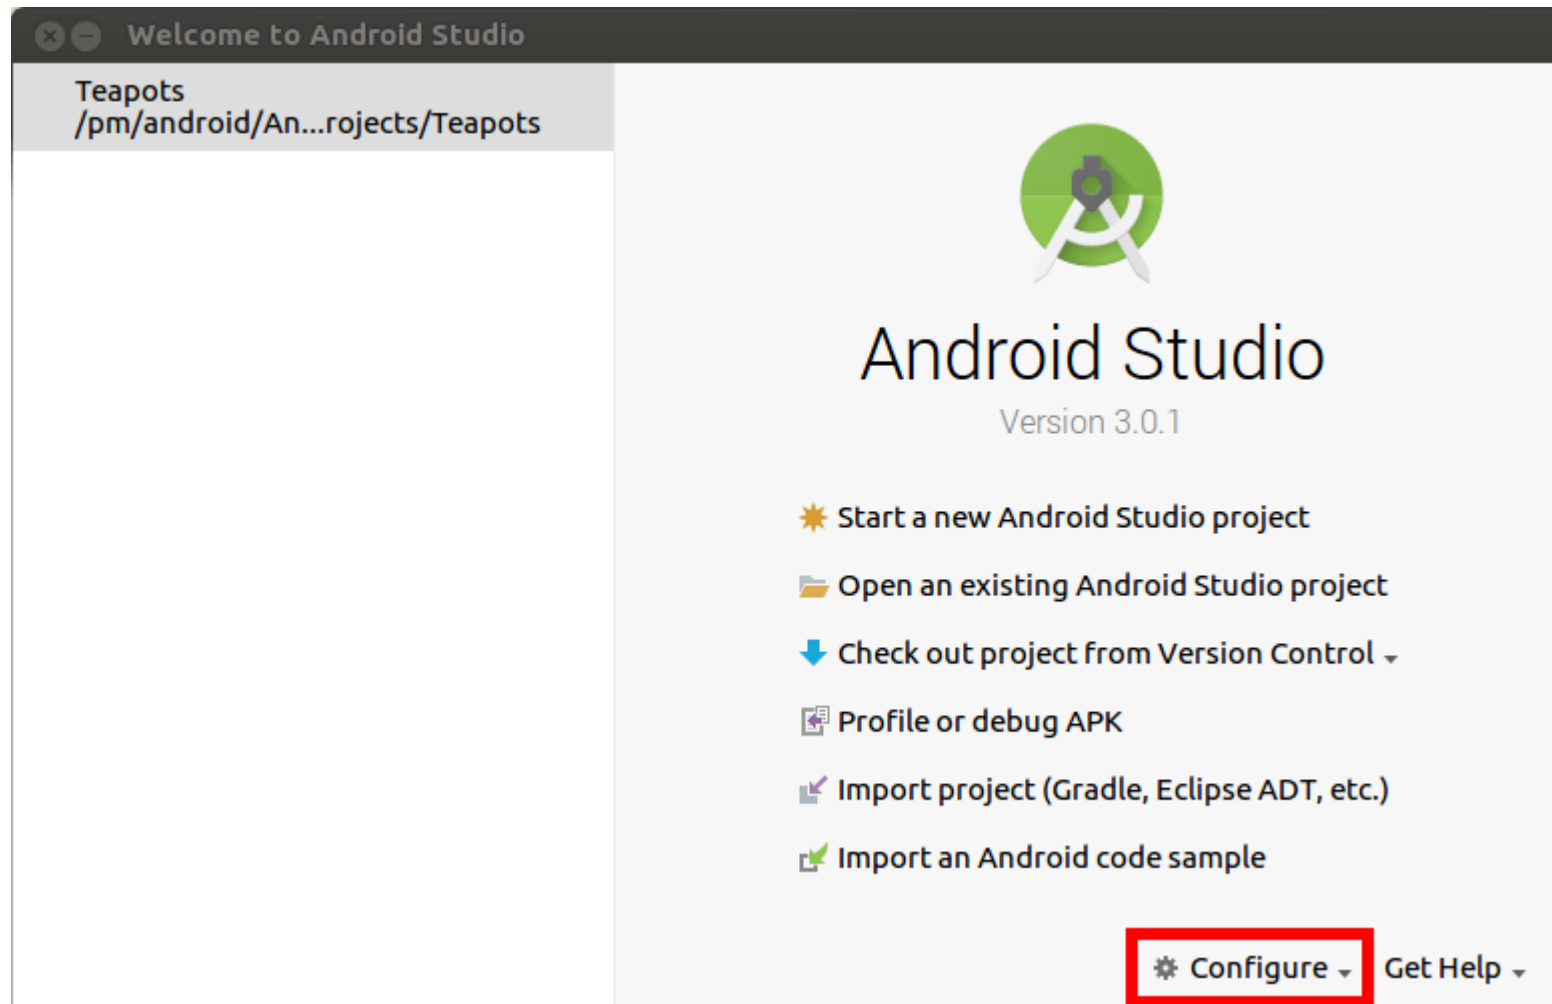 Welcome to Android Studio
Teapots
/pm/android/An...rojects/Teapots
Android Studio
Version 3.0.1
Start a new Android Studio project
Open an existing Android Studio project
Check out project from Version Control
Profile or debug APK
Import project (Gradle, Eclipse ADT, etc.)
Import an Android code sample
Configure
Get Help